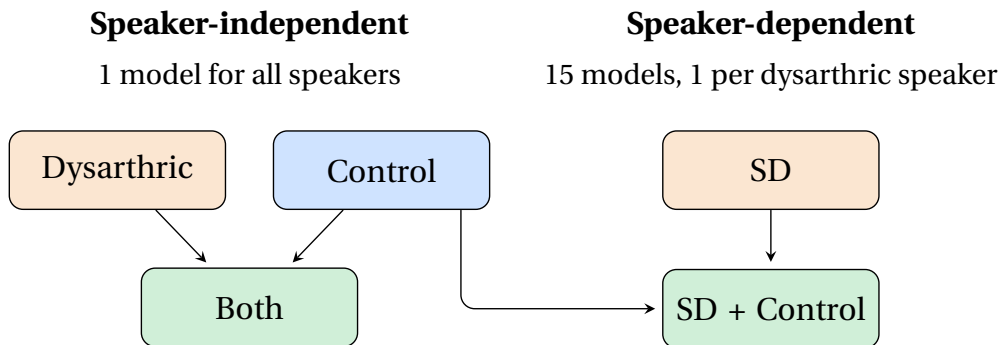 Speaker-independent
1 model for all speakers
Dysarthric
Control
Both
Speaker-dependent
15 models, 1 per dysarthric speaker
SD
SD + Control